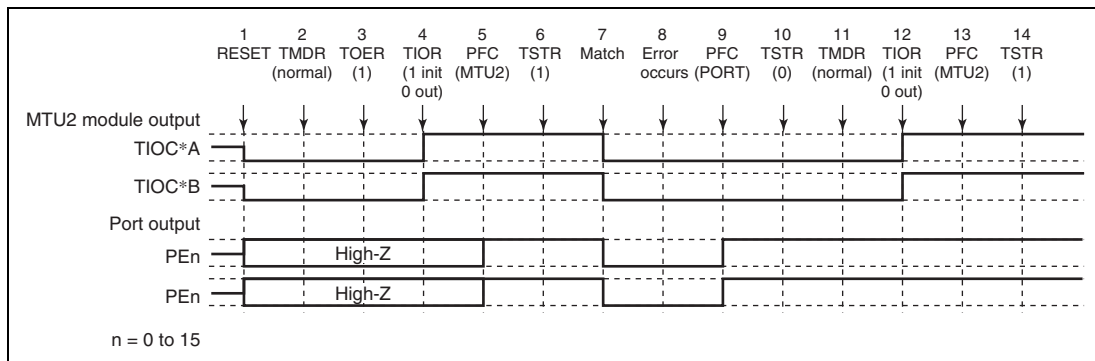 1 2 3 4 5 6 7 8 9 10 11 12 13 14
RESET TMDR TOER TIOR PFC TSTR Match Error PFC TSTR TMDR TIOR PFC TSTR
(normal) (1) (1 init (MTU2) (1) occurs (PORT) (0) (normal) (1 init (MTU2) (1)
0 out) 0 out)
MTU2 module output
TIOC*A
TIOC*B
Port output
PEn High-Z
PEn High-Z
n = 0 to 15